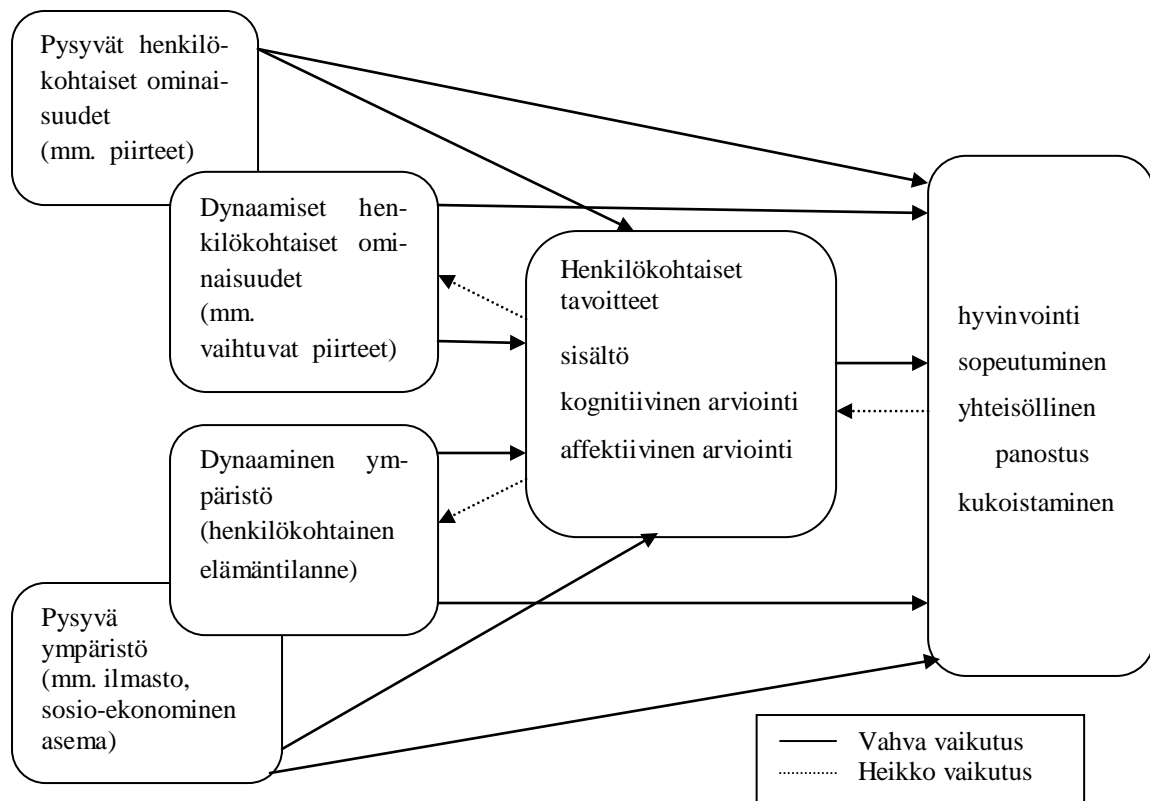 Pysyvät henkilö-
kohtaiset ominai-
suudet
(mm. piirteet)
Dynaamiset hen-
kilökohtaiset omi-
naisuudet
(mm.
vaihtuvat piirteet)
Henkilökohtaiset
tavoitteet
sisältö
kognitiivinen arviointi
affektiivinen arviointi
hyvinvointi
sopeutuminen
yhteisöllinen
panostus
kukoistaminen
Dynaaminen ym-
päristö
(henkilökohtainen
elämäntilanne)
Pysyvä
ympäristö
(mm. ilmasto,
sosio-ekonominen
asema)
Vahva vaikutus
Heikko vaikutus